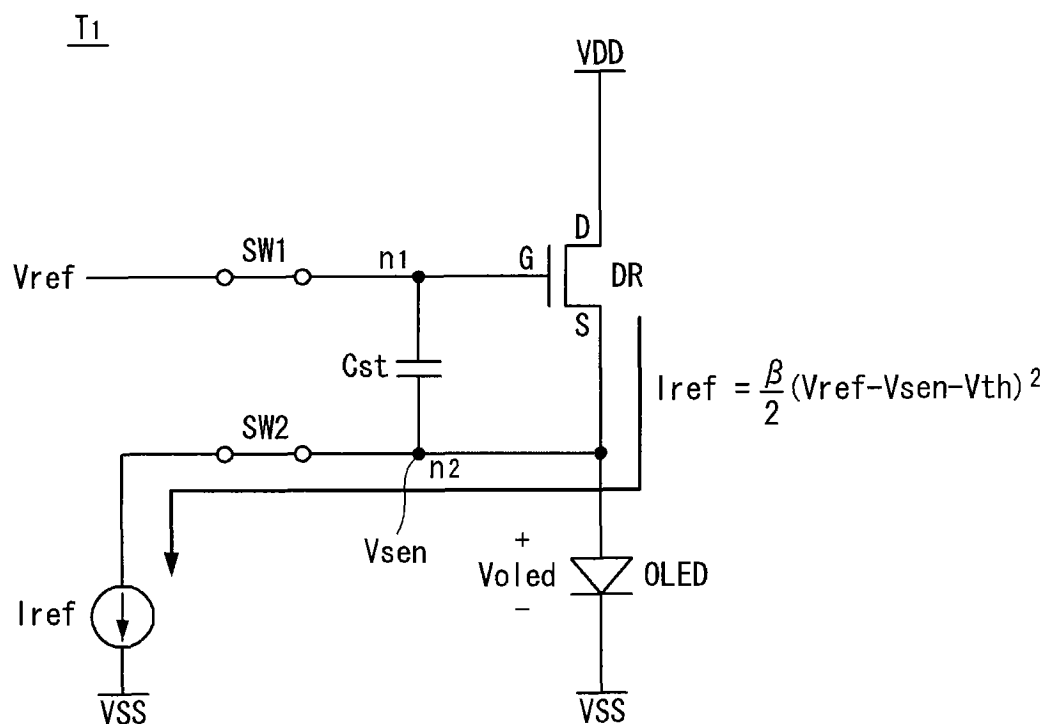 T1
VDD
D
SW1
n1
G
DR
Vref
S
Cst
Iref = β/2 (Vref-Vsen-Vth)²
SW2
n2
Vsen
+
Voled
-
OLED
Iref
VSS
VSS